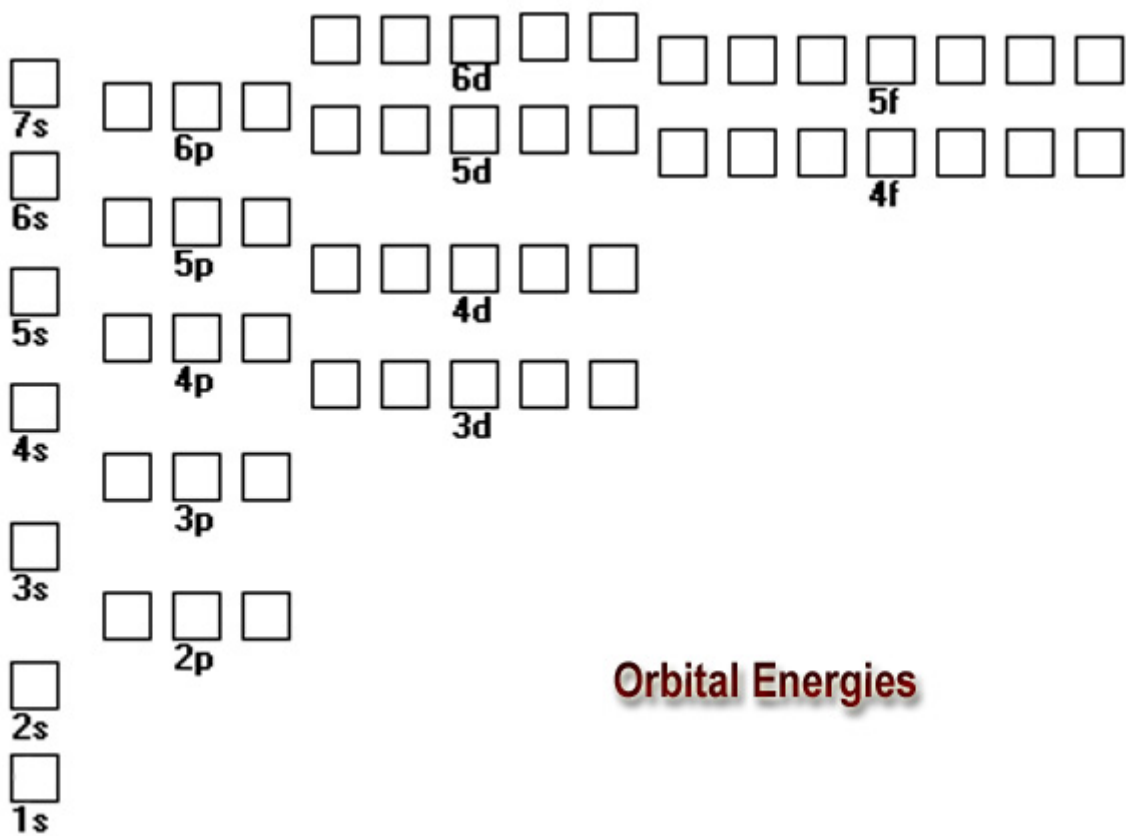 6d
5f
7s
6p
5d
4f
6s
5p
4d
5s
4p
3d
4s
3p
3s
2p
Orbital Energies
2s
1s